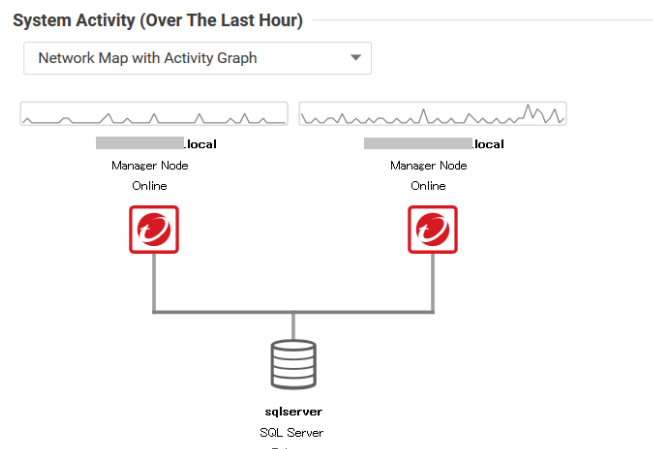 System Activity (Over The Last Hour)
Network Map with Activity Graph
.local
.local
Manager Node
Manager Node
Online
Online
sqlserver
SQL Server